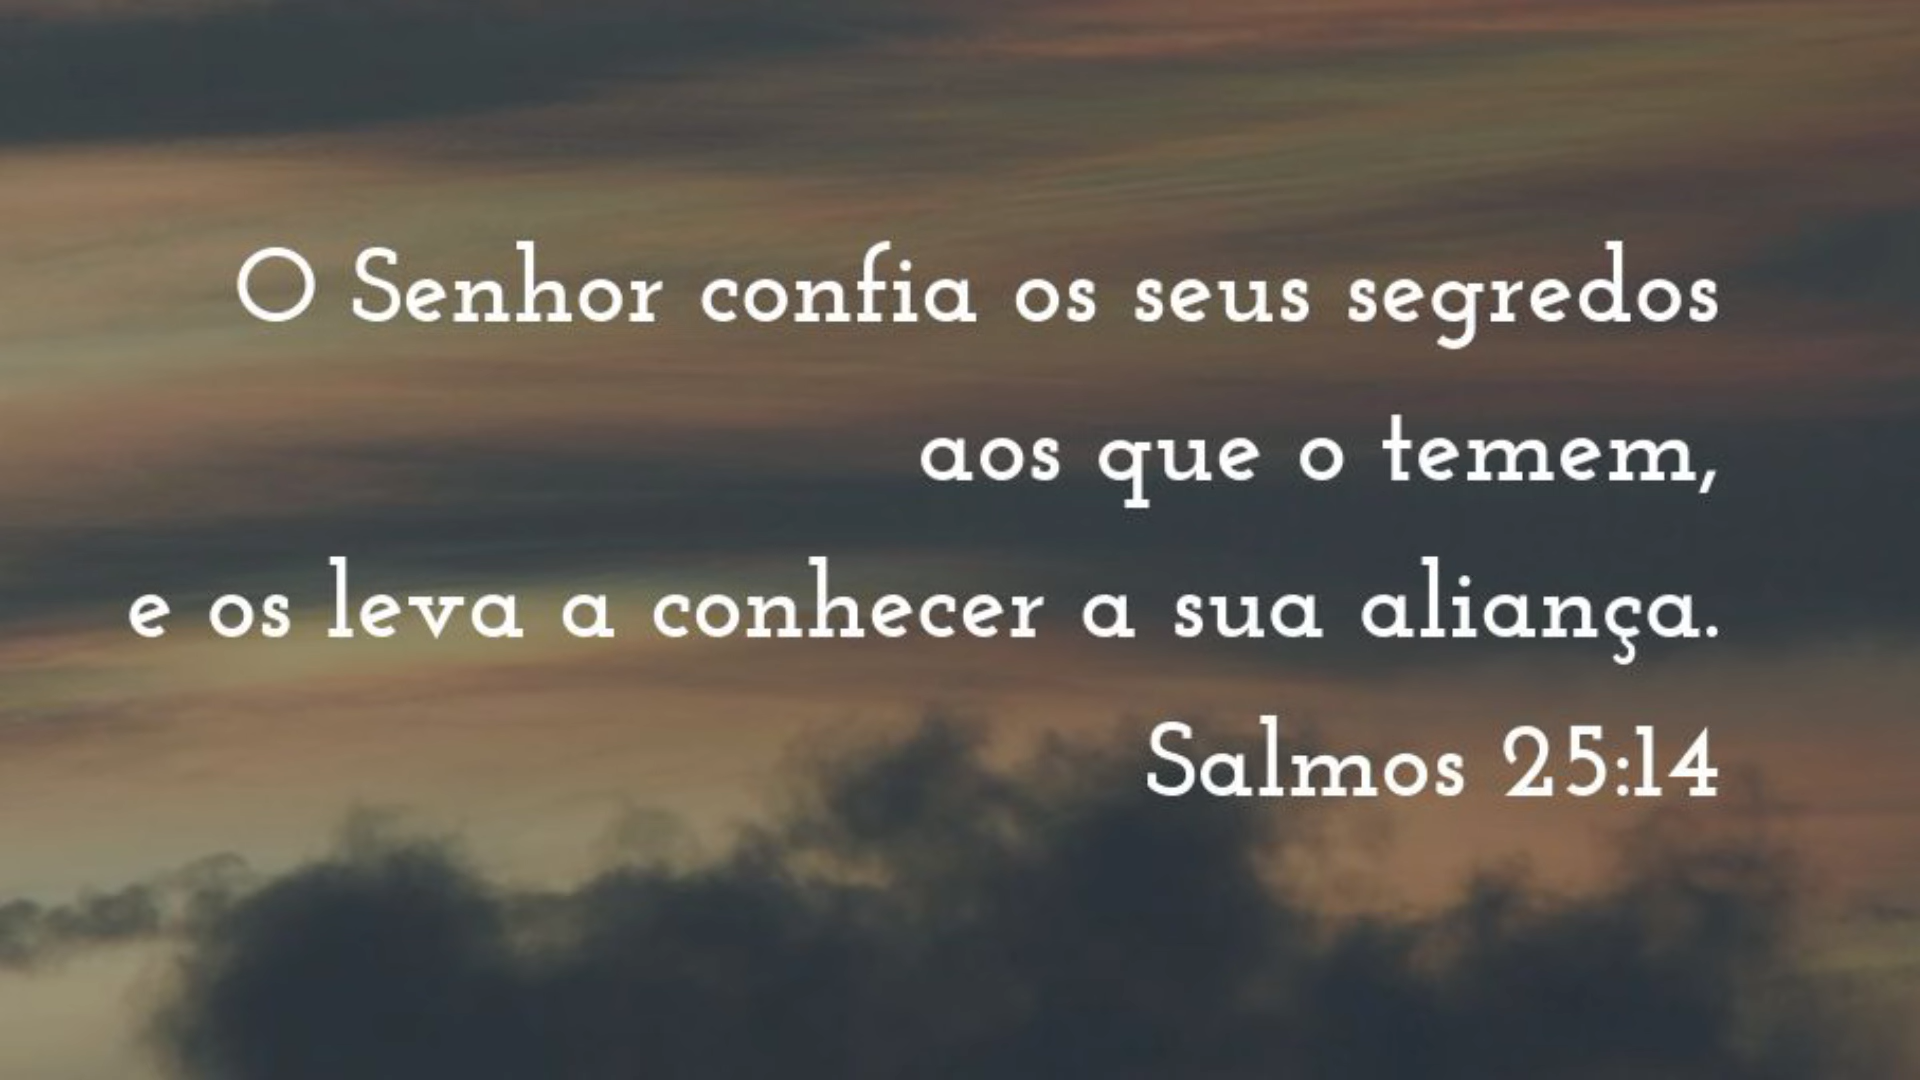 O Senhor confia os seus segredos
aos que o temem,
e os leva a conhecer a sua aliança.
Salmos 25:14